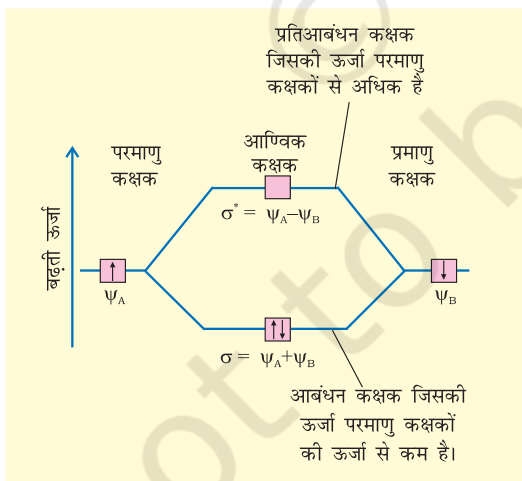 प्रतिआबंधन कक्षक
जिसकी ऊर्जा परमाणु
कक्षकों से अधिक है
परमाणु
कक्षक
आण्विक
कक्षक
प्रमाणु
कक्षक
बढ़ती ऊर्जा
σ* = ψA–ψB
↑
↓
ψA
ψB
↑↓
σ = ψA+ψB
आबंधन कक्षक जिसकी
ऊर्जा परमाणु कक्षकों
की ऊर्जा से कम है।
©
not to b